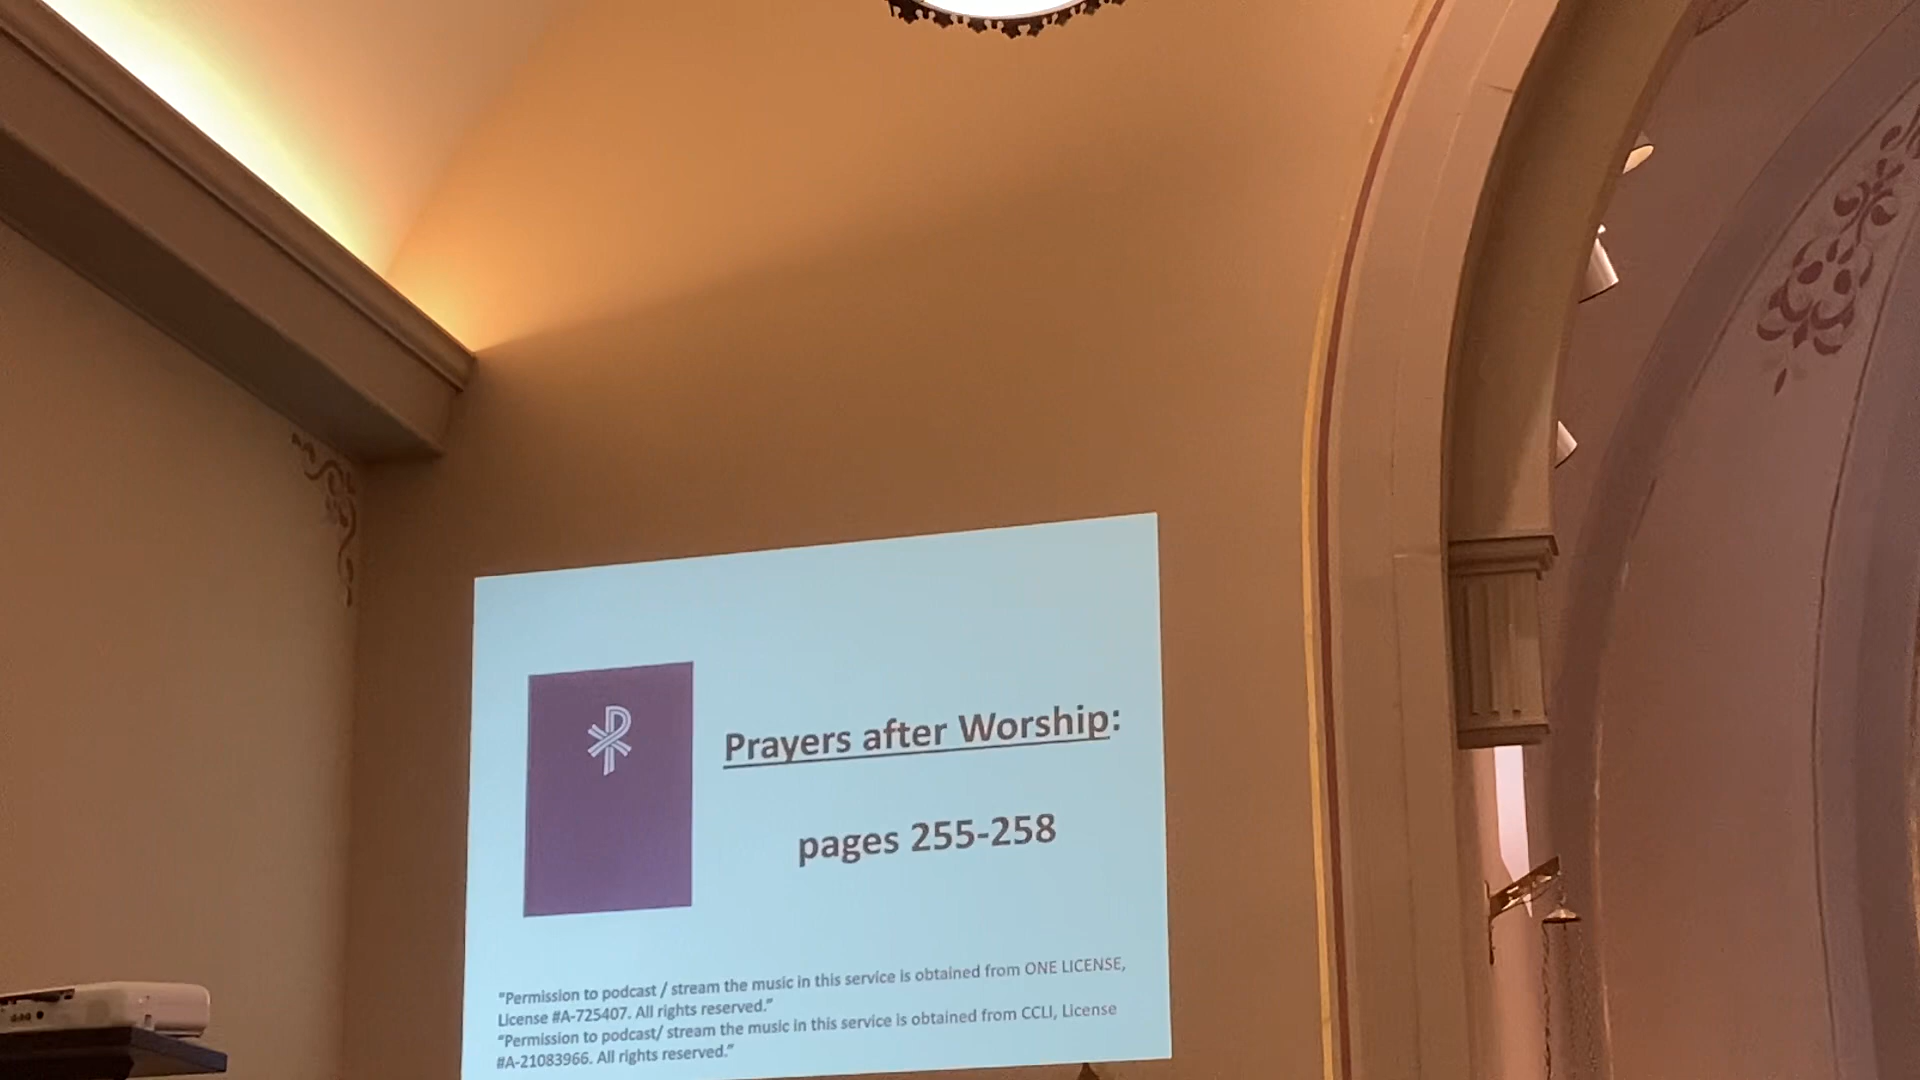 Prayers after Worship:
pages 255-258
"Permission to podcast / stream the music in this service is obtained from ONE LICENSE,
License #A-725407. All rights reserved."
"Permission to podcast/ stream the music in this service is obtained from CCLI, License
#A-21083966. All rights reserved."